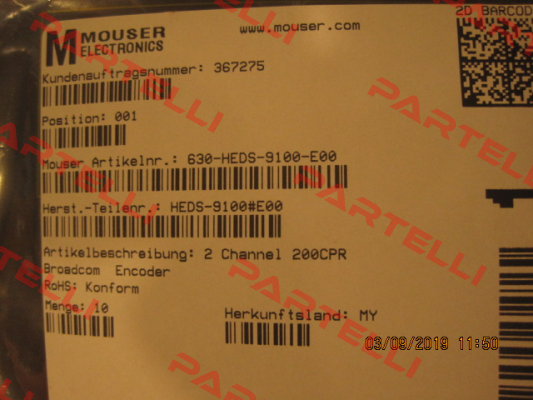 MOUSER
ELECTRONICS
www.mouser.com
2D BARCOD
Kundenauftragsnummer: 367275
Position: 001
Mouser Artikelnr.: 630-HEDS-9100-E00
Herst.-Teilenr.: HEDS-9100#E00
Artikelbeschreibung: 2 Channel 200CPR
Broadcom Encoder
RoHS: Konform
Menge: 10
Herkunftsland: MY
03/09/2019 11:50
PARTELLI
PARTELLI
PARTELLI
PARTELLI
PARTELLI